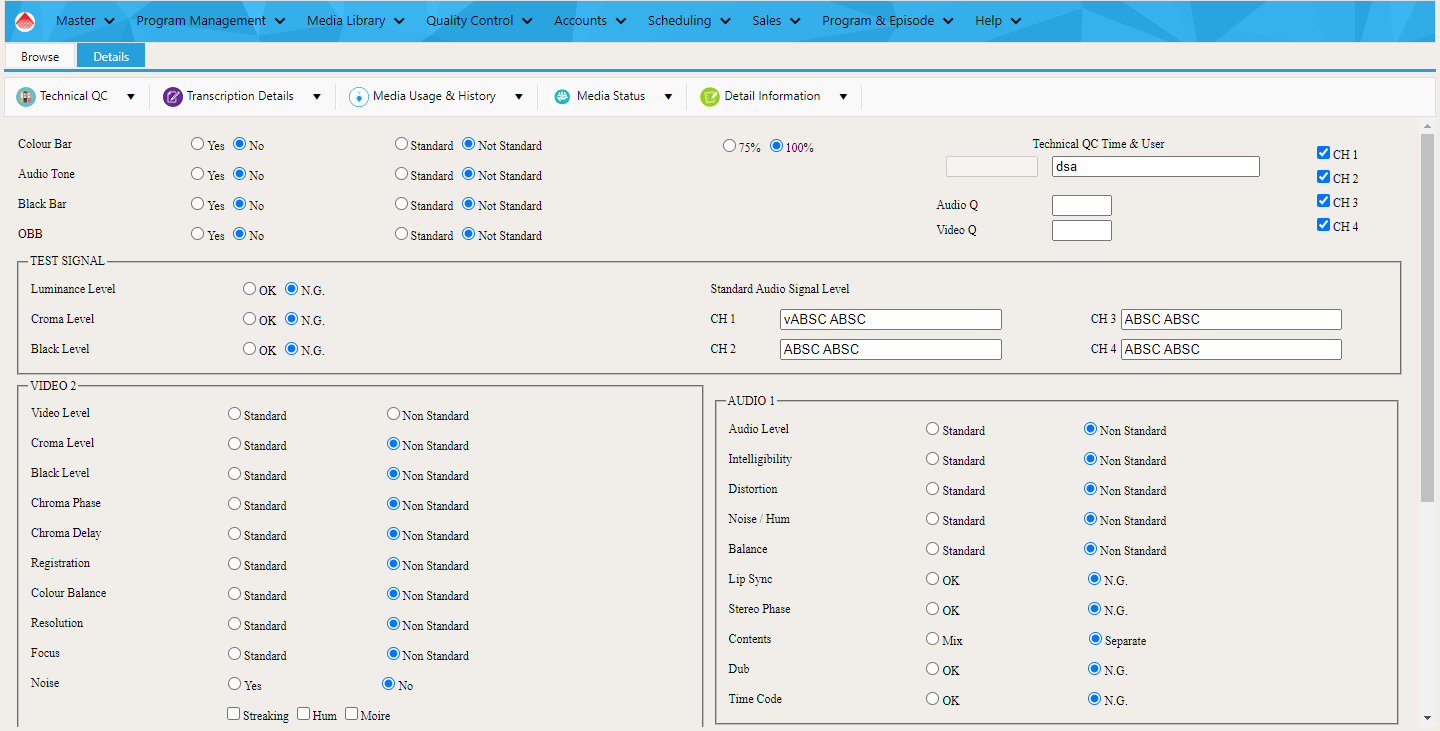 Master Program Management Media Library Quality Control Accounts Scheduling Sales Program & Episode Help
Browse Details
Technical QC Transcription Details Media Usage & History Media Status Detail Information
Colour Bar Yes No Standard Not Standard 75% 100% Technical QC Time & User CH 1
Audio Tone Yes No Standard Not Standard dsa CH 2
Black Bar Yes No Standard Not Standard Audio Q CH 3
OBB Yes No Standard Not Standard Video Q CH 4
TEST SIGNAL
Luminance Level OK N.G. Standard Audio Signal Level
Croma Level OK N.G. CH 1 vABSC ABSC CH 3 ABSC ABSC
Black Level OK N.G. CH 2 ABSC ABSC CH 4 ABSC ABSC
VIDEO 2
Video Level Standard Non Standard
Croma Level Standard Non Standard
Black Level Standard Non Standard
Chroma Phase Standard Non Standard
Chroma Delay Standard Non Standard
Registration Standard Non Standard
Colour Balance Standard Non Standard
Resolution Standard Non Standard
Focus Standard Non Standard
Noise Yes No
Streaking Hum Moire
AUDIO 1
Audio Level Standard Non Standard
Intelligibility Standard Non Standard
Distortion Standard Non Standard
Noise / Hum Standard Non Standard
Balance Standard Non Standard
Lip Sync OK N.G.
Stereo Phase OK N.G.
Contents Mix Separate
Dub OK N.G.
Time Code OK N.G.